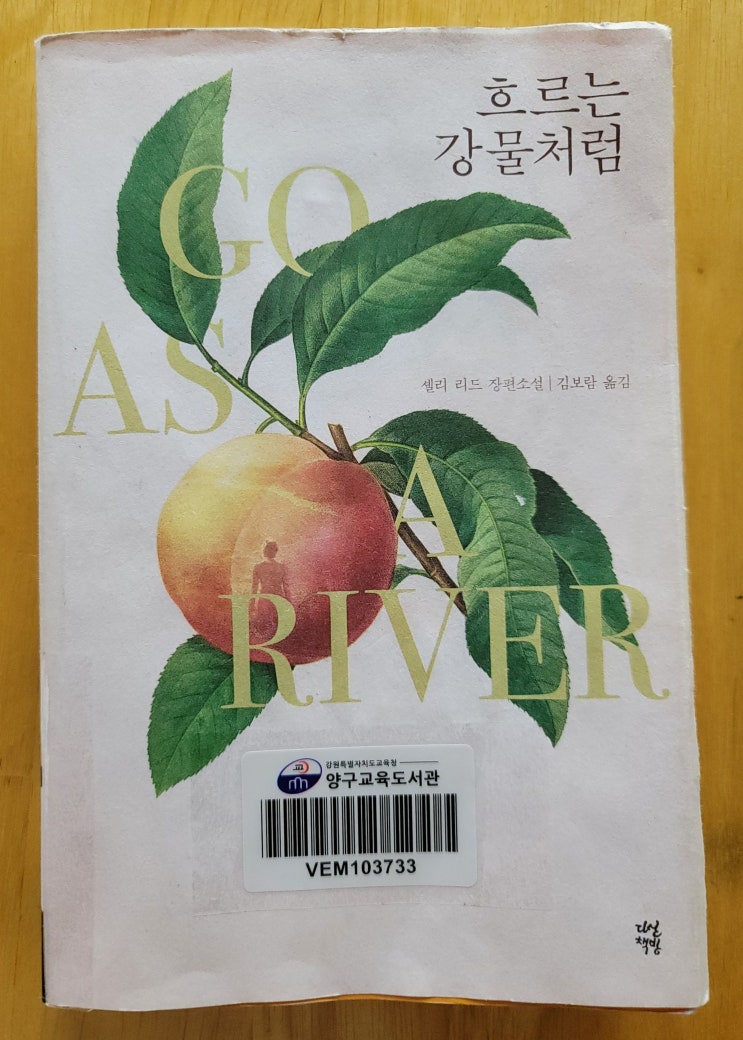 흐르는
강물처럼
GO
AS
셸리 리드 장편소설 | 김보람 옮김
A
RIVER
강원특별자치도교육청
양구교육도서관
VEM103733
다산
책방